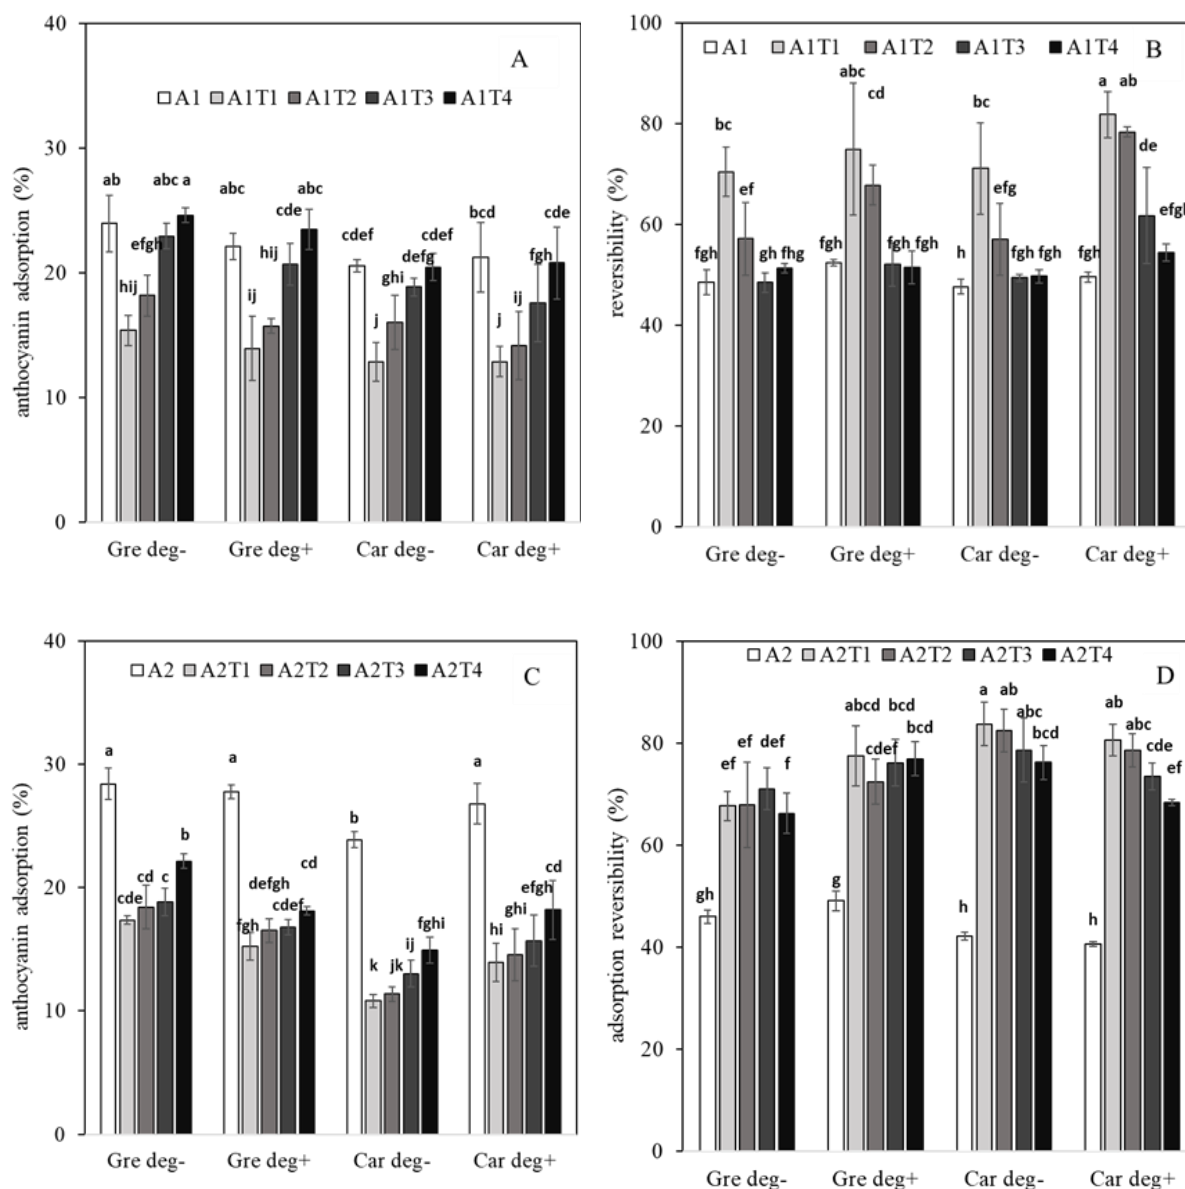 A
A1 A1T1 A1T2 A1T3 A1T4
anthocyanin adsorption (%)
40
30
20
10
0
ab hij efgh abc a
abc ij hij cde abc
cdef j ghi defg cdef
bcd j ij fgh cde
Gre deg- Gre deg+ Car deg- Car deg+
B
A1 A1T1 A1T2 A1T3 A1T4
reversibility (%)
100
80
60
40
20
0
fgh bc ef gh fhg
fgh abc cd fgh fgh
h bc efg fgh fgh
fgh a ab de efgh
Gre deg- Gre deg+ Car deg- Car deg+
C
A2 A2T1 A2T2 A2T3 A2T4
anthocyanin adsorption (%)
40
30
20
10
0
a cde cd c b
a fgh defgh cdef cd
b k jk ij fghi
a hi ghi efgh cd
Gre deg- Gre deg+ Car deg- Car deg+
D
A2 A2T1 A2T2 A2T3 A2T4
adsorption reversibility (%)
100
80
60
40
20
0
gh ef ef def f
g abcd cdef bcd bcd
h a ab abc bcd
h ab abc cde ef
Gre deg- Gre deg+ Car deg- Car deg+